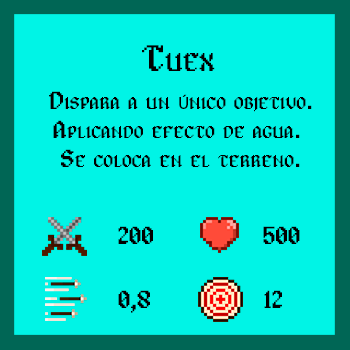 Tuex
Dispara a un único objetivo.
Aplicando efecto de agua.
Se coloca en el terreno.
200 500
0,8 12